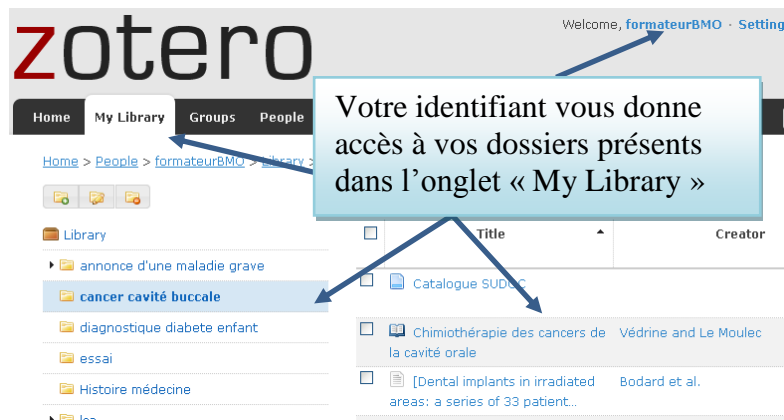 zotero
Welcome, formateurBMO · Setting
Home My Library Groups People
Votre identifiant vous donne
accès à vos dossiers présents
dans l’onglet « My Library »
Home > People > formateurBMO > Library >
Library
annonce d'une maladie grave
cancer cavité buccale
diagnostique diabete enfant
essai
Histoire médecine
Title Creator
Catalogue SUDOC
Chimiothérapie des cancers de Védrine and Le Moulec
la cavité orale
[Dental implants in irradiated Bodard et al.
areas: a series of 33 patient...